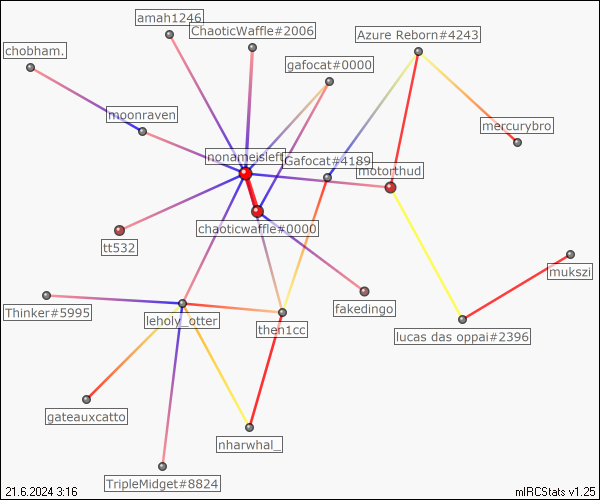 amah1246
ChaoticWaffle#2006
Azure Reborn#4243
chobham.
gafocat#0000
moonraven
mercurybro
nonameisleft
Gafocat#4189
motorthud
chaoticwaffle#0000
tt532
mukszi
Thinker#5995
leholy_otter
then1cc
fakedingo
lucas das oppai#2396
gateauxcatto
nharwhal_
TripleMidget#8824
21.6.2024 3:16
mIRCStats v1.25